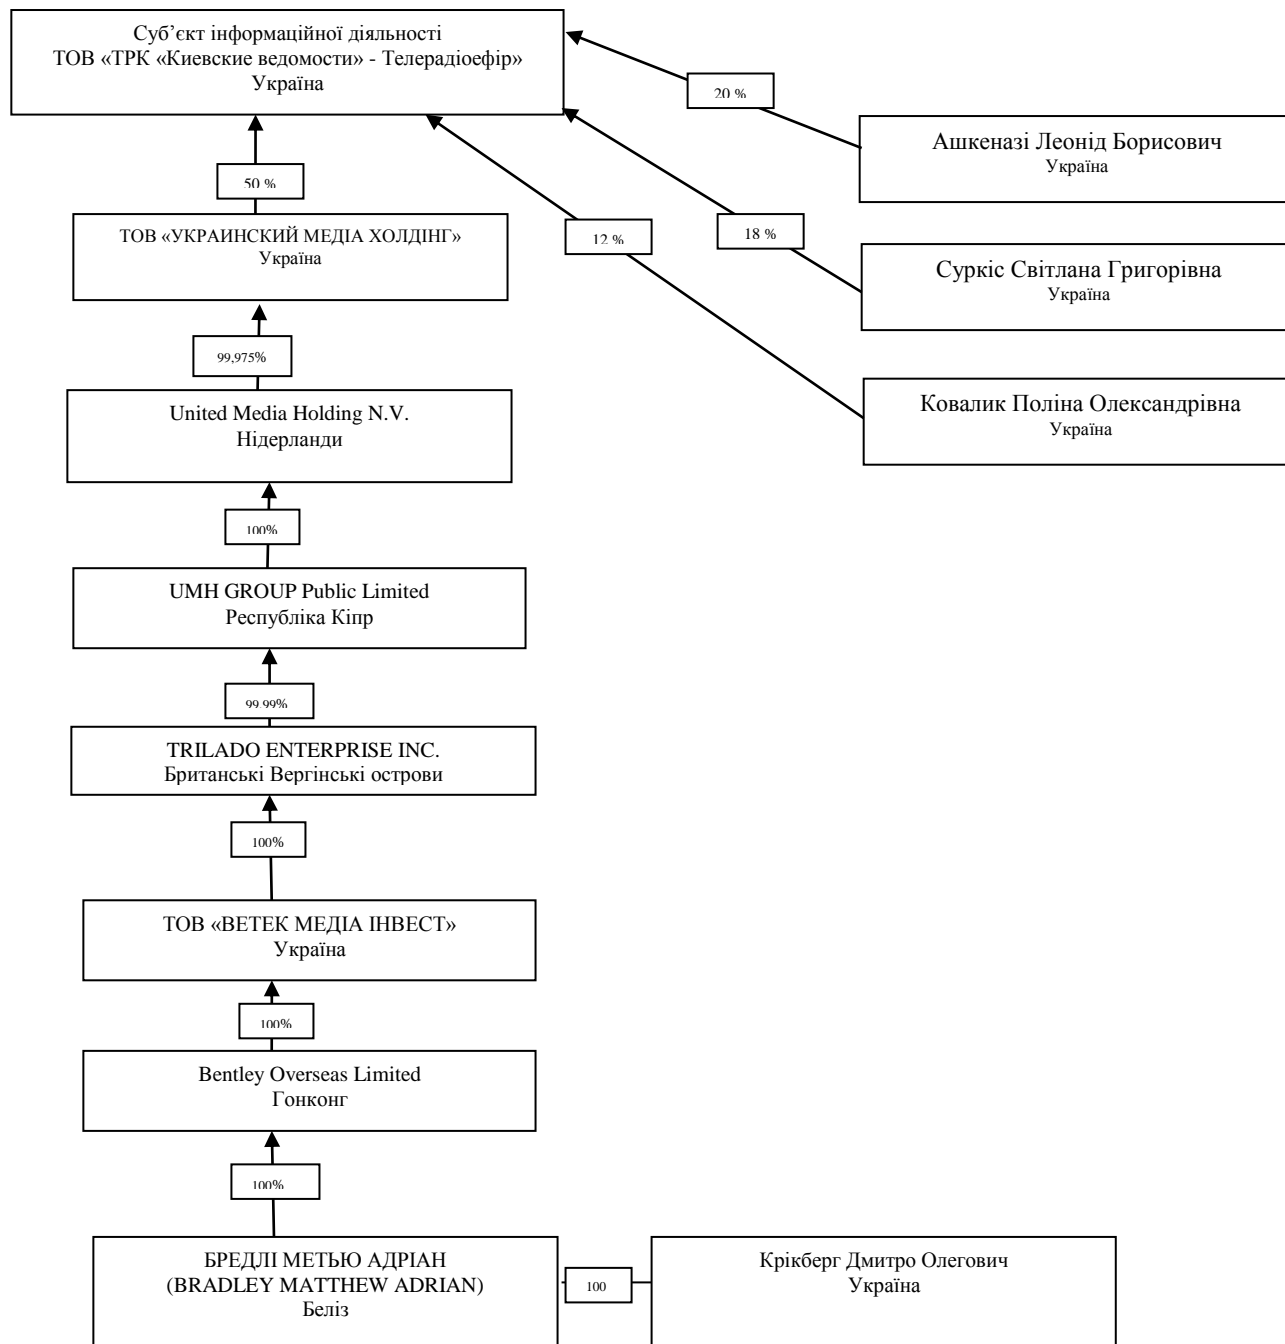 Суб’єкт інформаційної діяльності
ТОВ «ТРК «Киевские ведомости» - Телерадіоефір»
Україна
20 %
Ашкеназі Леонід Борисович
Україна
50 %
ТОВ «УКРАИНСКИЙ МЕДІА ХОЛДІНГ»
Україна
12 %
18 %
Суркіс Світлана Григорівна
Україна
99,975%
United Media Holding N.V.
Нідерланди
Ковалик Поліна Олександрівна
Україна
100%
UMH GROUP Public Limited
Республіка Кіпр
99.99%
TRILADO ENTERPRISE INC.
Британські Вергінські острови
100%
ТОВ «ВЕТЕК МЕДІА ІНВЕСТ»
Україна
100%
Bentley Overseas Limited
Гонконг
100%
БРЕДЛІ МЕТЬЮ АДРІАН
(BRADLEY MATTHEW ADRIAN)
Беліз
100
Крікберг Дмитро Олегович
Україна